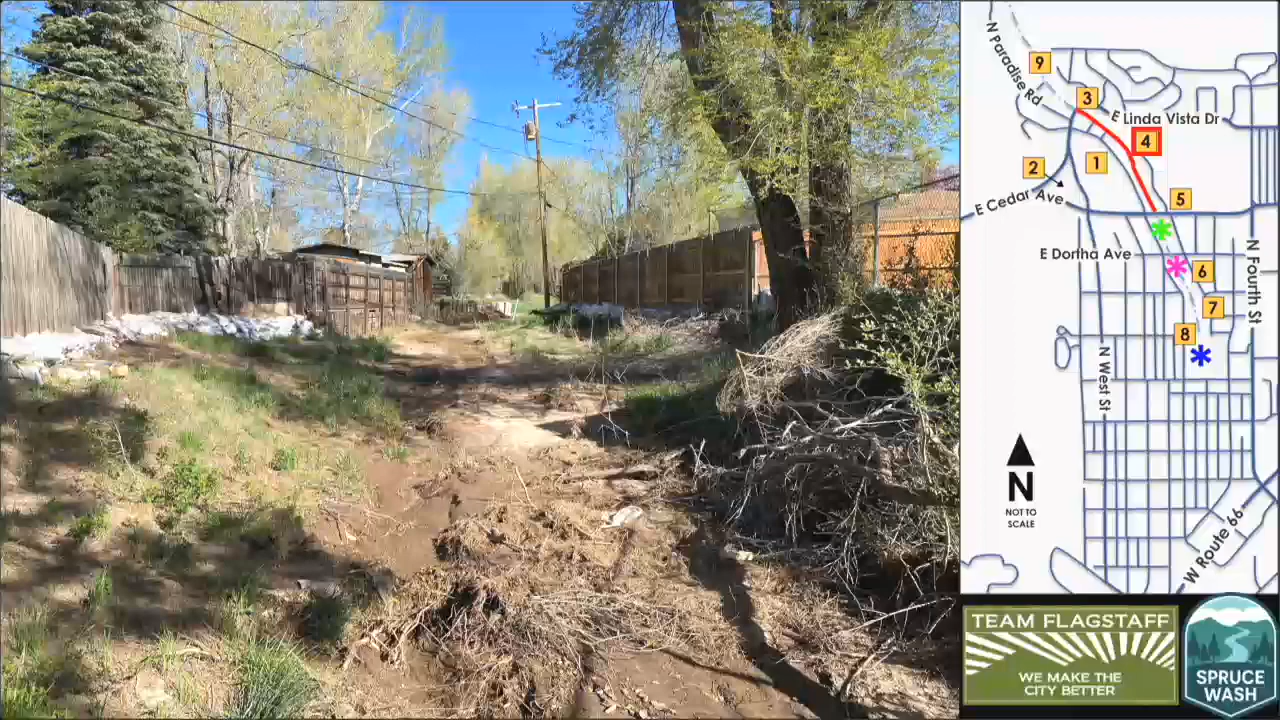 N Paradise Rd
9
3
E Linda Vista Dr
4
1
2
5
E Cedar Ave
E Dortha Ave
6
N Fourth St
7
8
N West St
N
NOT TO
SCALE
W Route 66
TEAM FLAGSTAFF
WE MAKE THE
CITY BETTER
SPRUCE
WASH